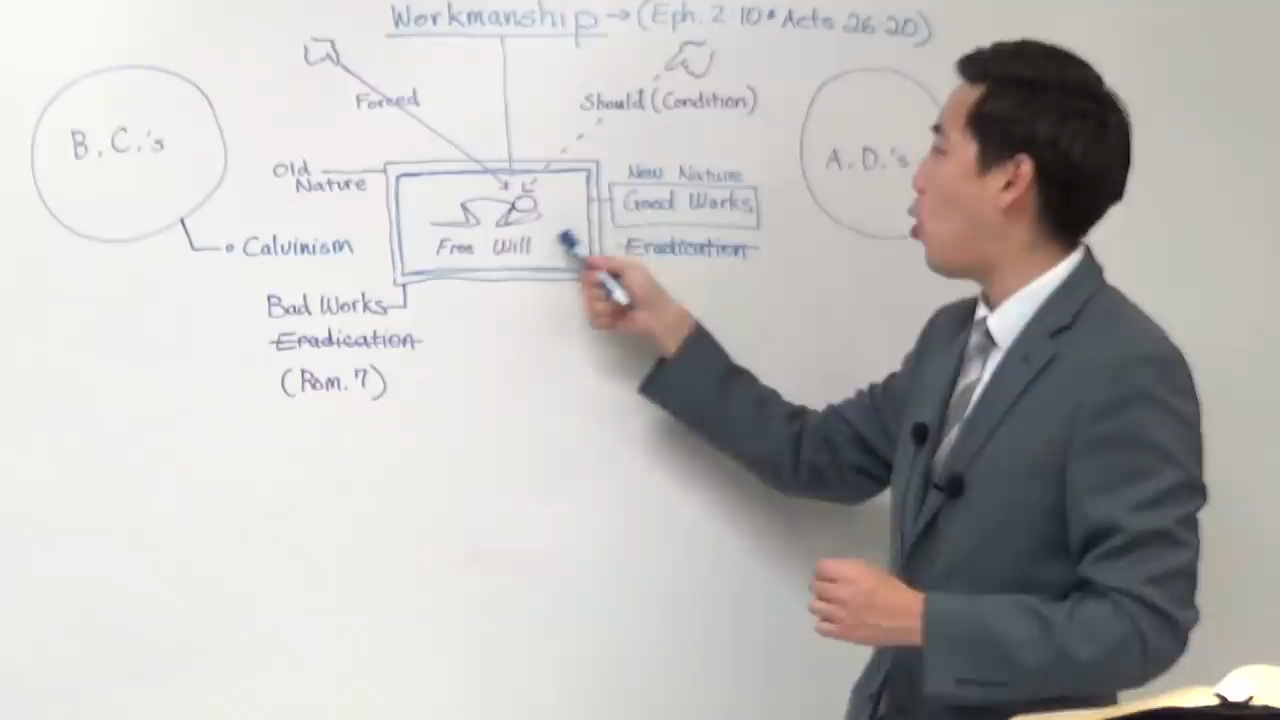 Workmanship → (Eph. 2:10 • Acts 26:20)
Forced
Should (Condition)
B.C.'s
A.D.'s
Old
Nature
New Nature
Good Works
Calvinism
Free Will
Eradication
Bad Works
Eradication
(Rom. 7)